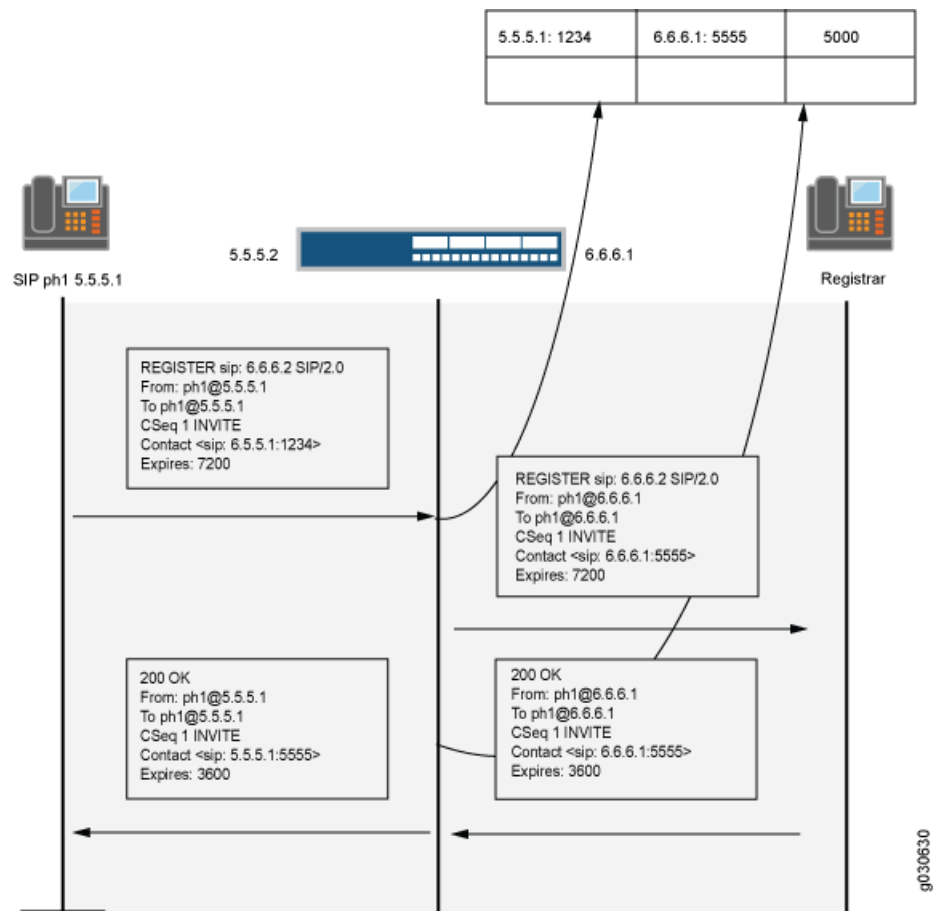 5.5.5.1: 1234 6.6.6.1: 5555 5000
5.5.5.2
6.6.6.1
SIP ph1 5.5.5.1
Registrar
REGISTER sip: 6.6.6.2 SIP/2.0
From: ph1@5.5.5.1
To ph1@5.5.5.1
CSeq 1 INVITE
Contact <sip: 6.5.5.1:1234>
Expires: 7200
REGISTER sip: 6.6.6.2 SIP/2.0
From: ph1@6.6.6.1
To ph1@6.6.6.1
CSeq 1 INVITE
Contact <sip: 6.6.6.1:5555>
Expires: 7200
200 OK
From: ph1@5.5.5.1
To ph1@5.5.5.1
CSeq 1 INVITE
Contact <sip: 5.5.5.1:5555>
Expires: 3600
200 OK
From: ph1@6.6.6.1
To ph1@6.6.6.1
CSeq 1 INVITE
Contact <sip: 6.6.6.1:5555>
Expires: 3600
g030630